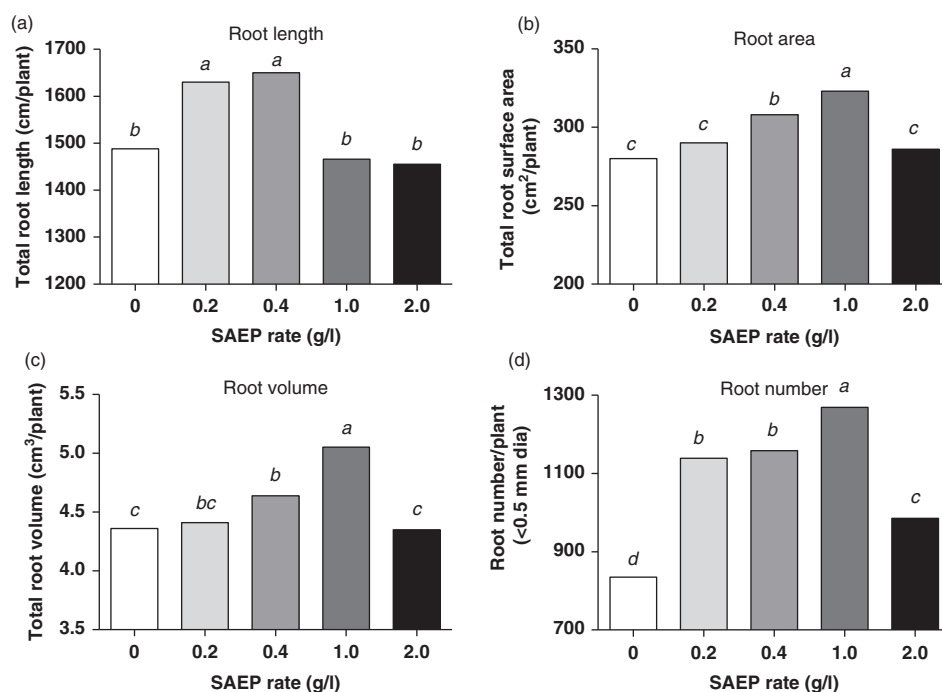 (a)
Root length
Total root length (cm/plant)
1700
1600
1500
1400
1300
1200
b
a
a
b
b
0 0.2 0.4 1.0 2.0
SAEP rate (g/l)
(b)
Root area
Total root surface area
(cm²/plant)
350
300
250
200
c
c
b
a
c
0 0.2 0.4 1.0 2.0
SAEP rate (g/l)
(c)
Root volume
Total root volume (cm³/plant)
5.5
5.0
4.5
4.0
3.5
c
bc
b
a
c
0 0.2 0.4 1.0 2.0
SAEP rate (g/l)
(d)
Root number
Root number/plant
(<0.5 mm dia)
1300
1100
900
700
d
b
b
a
c
0 0.2 0.4 1.0 2.0
SAEP rate (g/l)